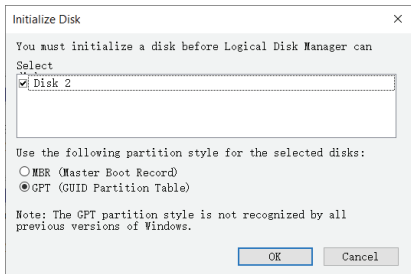 Initialize Disk
You must initialize a disk before Logical Disk Manager can
Select
Disk 2
Use the following partition style for the selected disks:
MBR (Master Boot Record)
GPT (GUID Partition Table)
Note: The GPT partition style is not recognized by all
previous versions of Windows.
OK
Cancel